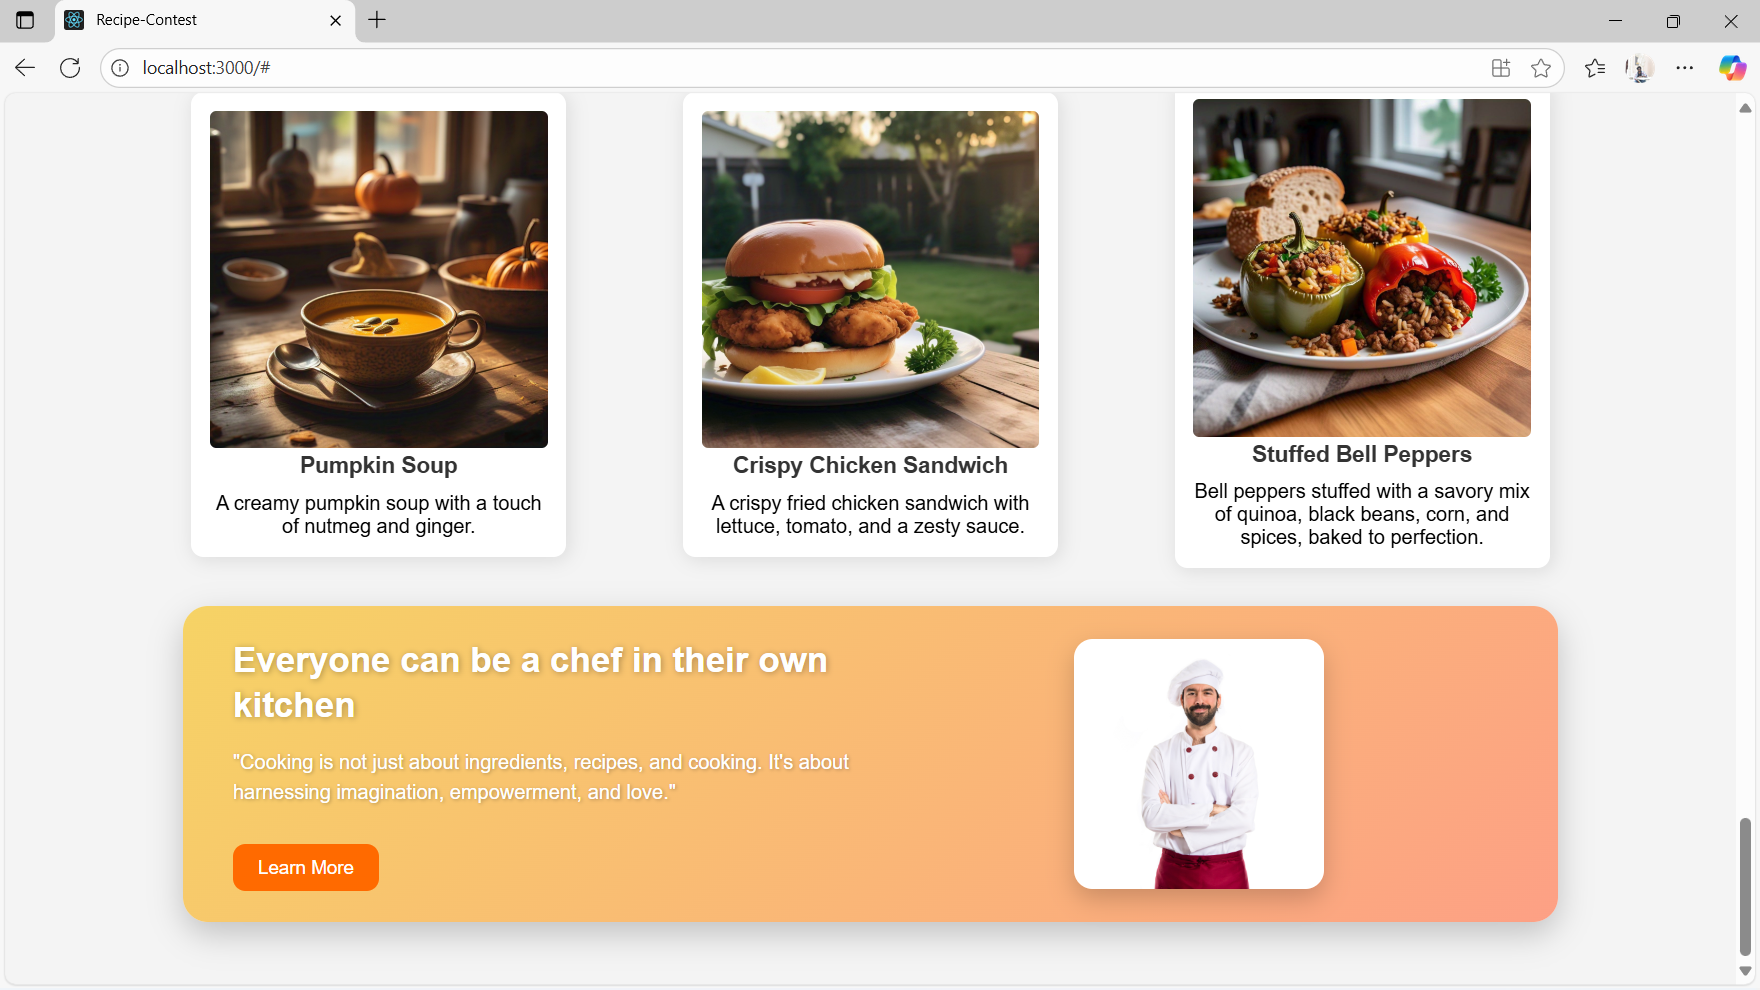 Recipe-Contest
localhost:3000/#
Pumpkin Soup
A creamy pumpkin soup with a touch
of nutmeg and ginger.
Crispy Chicken Sandwich
A crispy fried chicken sandwich with
lettuce, tomato, and a zesty sauce.
Stuffed Bell Peppers
Bell peppers stuffed with a savory mix
of quinoa, black beans, corn, and
spices, baked to perfection.
Everyone can be a chef in their own
kitchen
"Cooking is not just about ingredients, recipes, and cooking. It's about
harnessing imagination, empowerment, and love."
Learn More